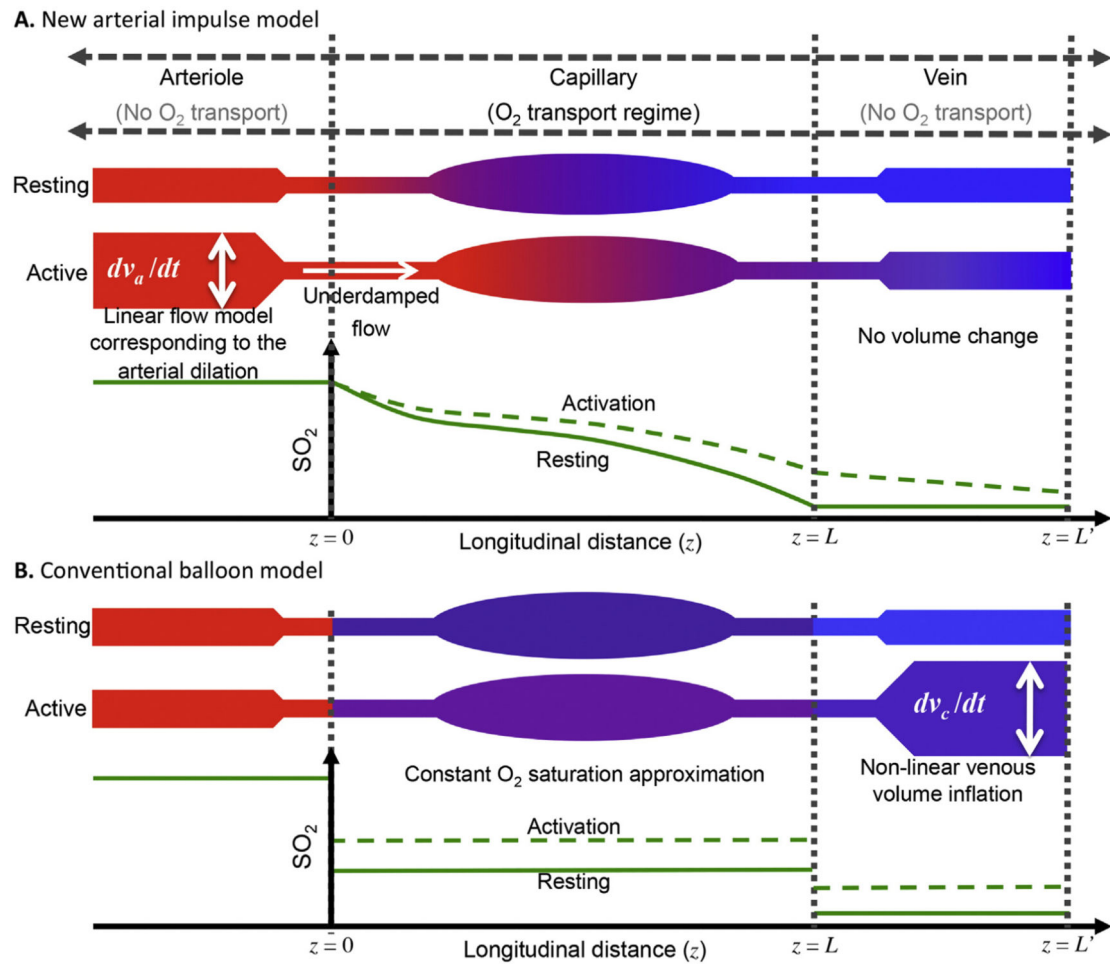 A. New arterial impulse model
Arteriole
Capillary
Vein
(No O₂ transport)
(O₂ transport regime)
(No O₂ transport)
Resting
Active
dvₐ/dt
Underdamped
flow
Linear flow model
corresponding to the
arterial dilation
No volume change
SO₂
Activation
Resting
z = 0
Longitudinal distance (z)
z = L
z = L'
B. Conventional balloon model
Resting
Active
dv_c/dt
Constant O₂ saturation approximation
Non-linear venous
volume inflation
SO₂
Activation
Resting
z = 0
Longitudinal distance (z)
z = L
z = L'